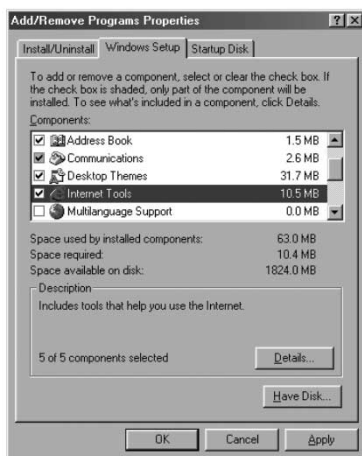 Add/Remove Programs Properties
Install/Uninstall Windows Setup Startup Disk
To add or remove a component, select or clear the check box. If
the check box is shaded, only part of the component will be
installed. To see what's included in a component, click Details.
Components:
Address Book 1.5 MB
Communications 2.6 MB
Desktop Themes 31.7 MB
Internet Tools 10.5 MB
Multilanguage Support 0.0 MB
Space used by installed components: 63.0 MB
Space required: 10.4 MB
Space available on disk: 1824.0 MB
Description
Includes tools that help you use the Internet.
5 of 5 components selected Details...
Have Disk...
OK Cancel Apply